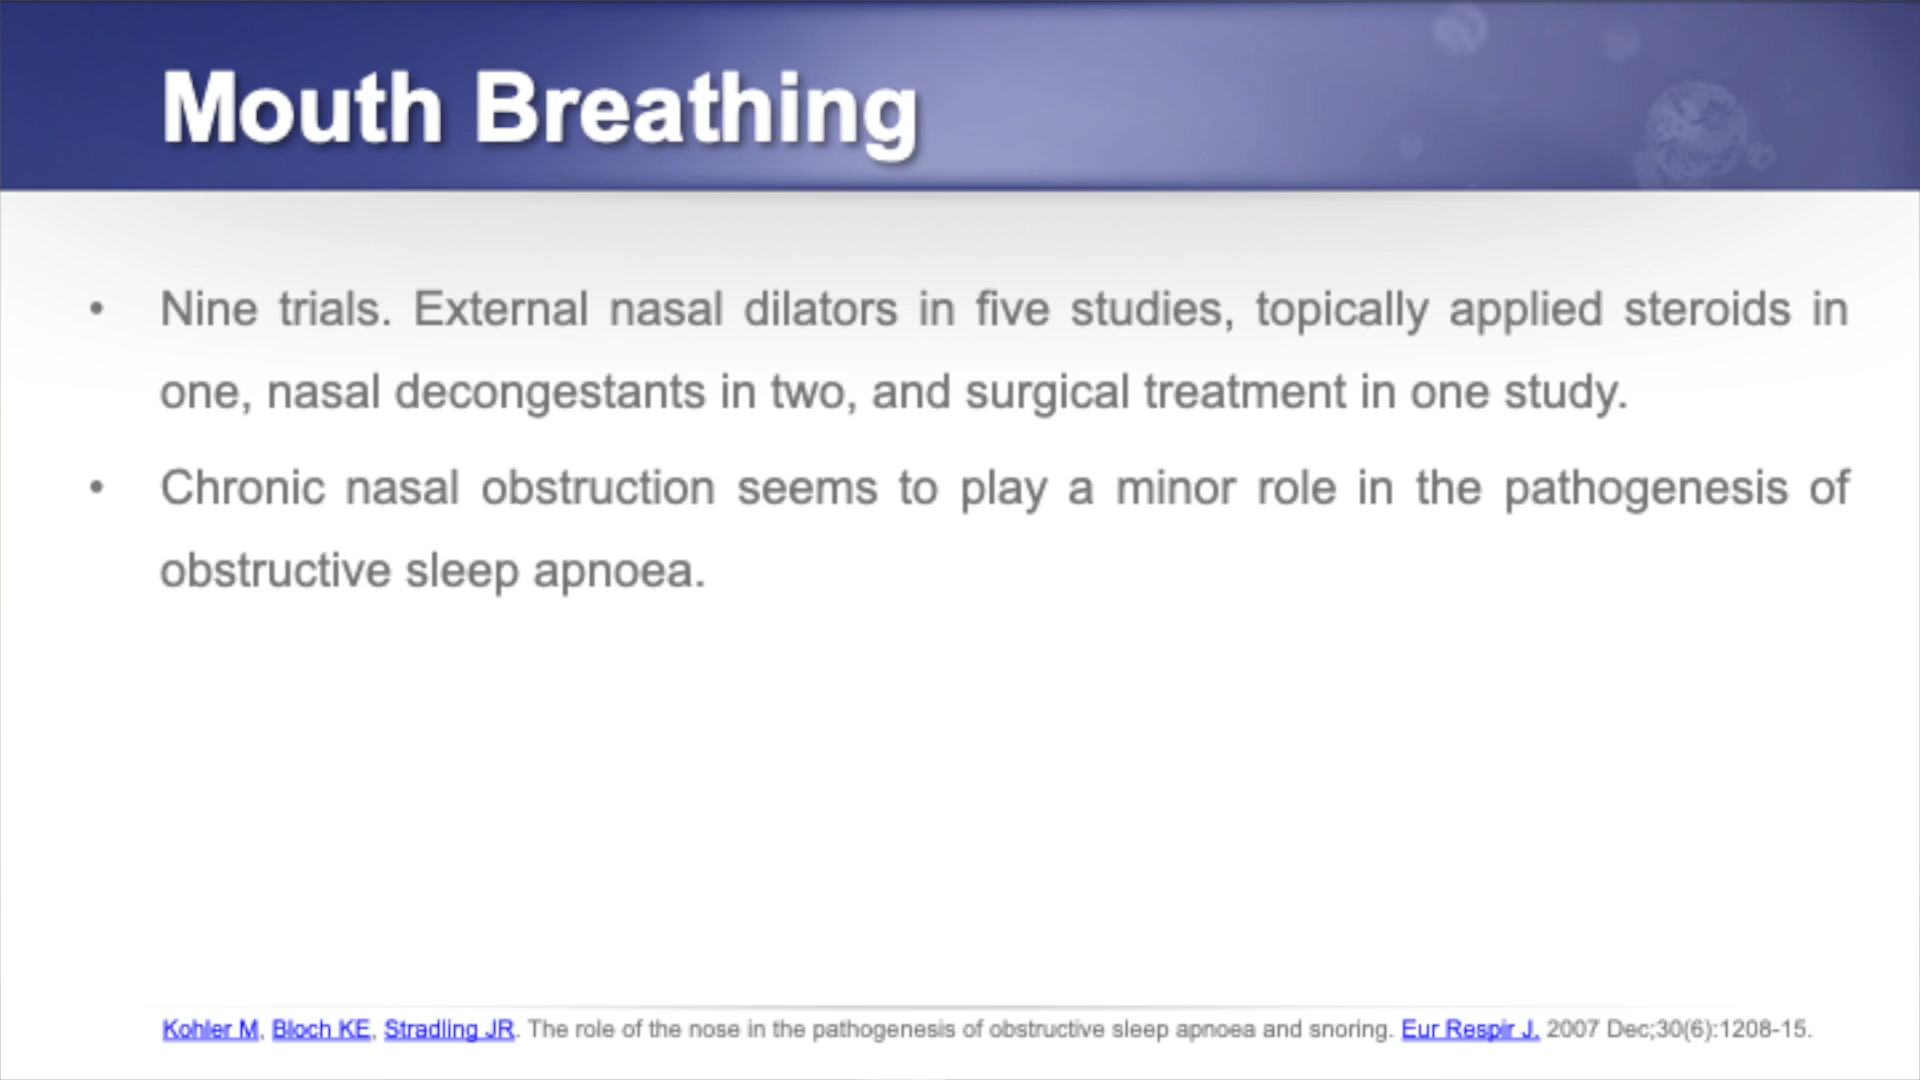 Mouth Breathing
• Nine trials. External nasal dilators in five studies, topically applied steroids in
one, nasal decongestants in two, and surgical treatment in one study.
• Chronic nasal obstruction seems to play a minor role in the pathogenesis of
obstructive sleep apnoea.
Kohler M, Bloch KE, Stradling JR. The role of the nose in the pathogenesis of obstructive sleep apnoea and snoring. Eur Respir J. 2007 Dec;30(6):1208-15.